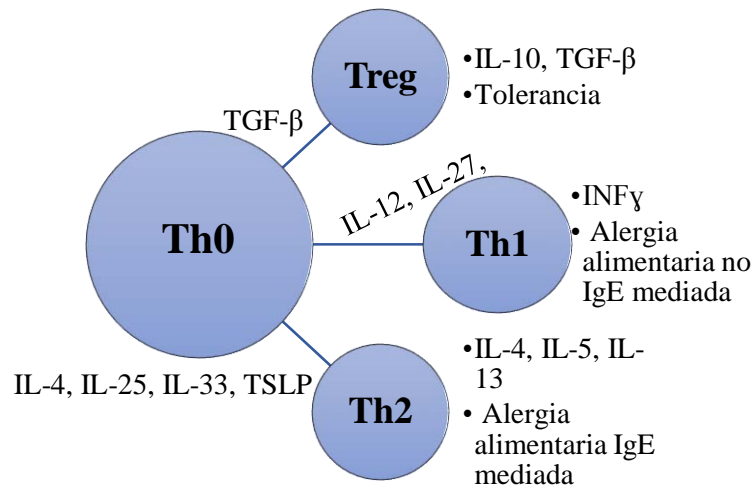 Treg
•IL-10, TGF-β
•Tolerancia
TGF-β
IL-12, IL-27,
Th0
Th1
•INFɣ
• Alergia
alimentaria no
IgE mediada
IL-4, IL-25, IL-33, TSLP
Th2
•IL-4, IL-5, IL-
13
• Alergia
alimentaria IgE
mediada